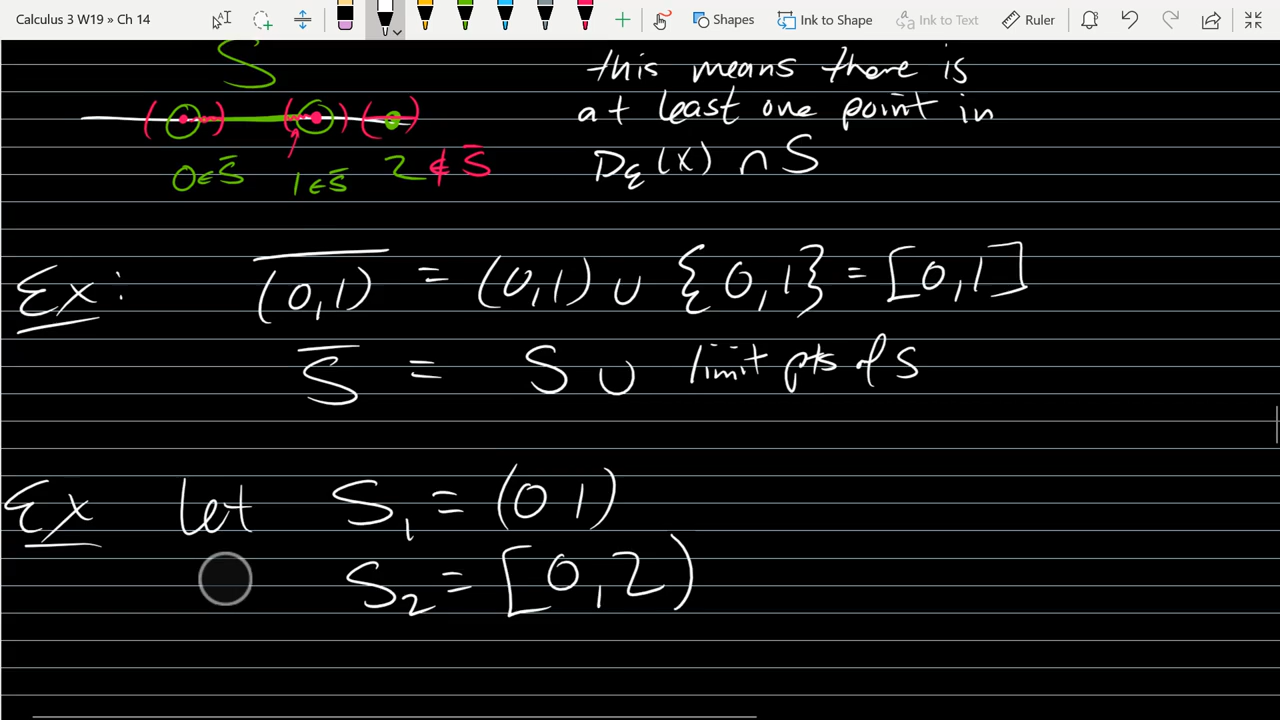 Calculus 3 W19 » Ch 14
Shapes
Ink to Shape
Ink to Text
Ruler
S
this means there is
at least one point in
D_ε(x) ∩ S
0∈S̅ 1∈S̅ 2 ∉ S̅
Ex: \overline{(0,1)} = (0,1) ∪ {0,1} = [0,1]
S̅ = S ∪ limit pts of S
Ex let S₁ = (0 1)
S₂ = [0,2)